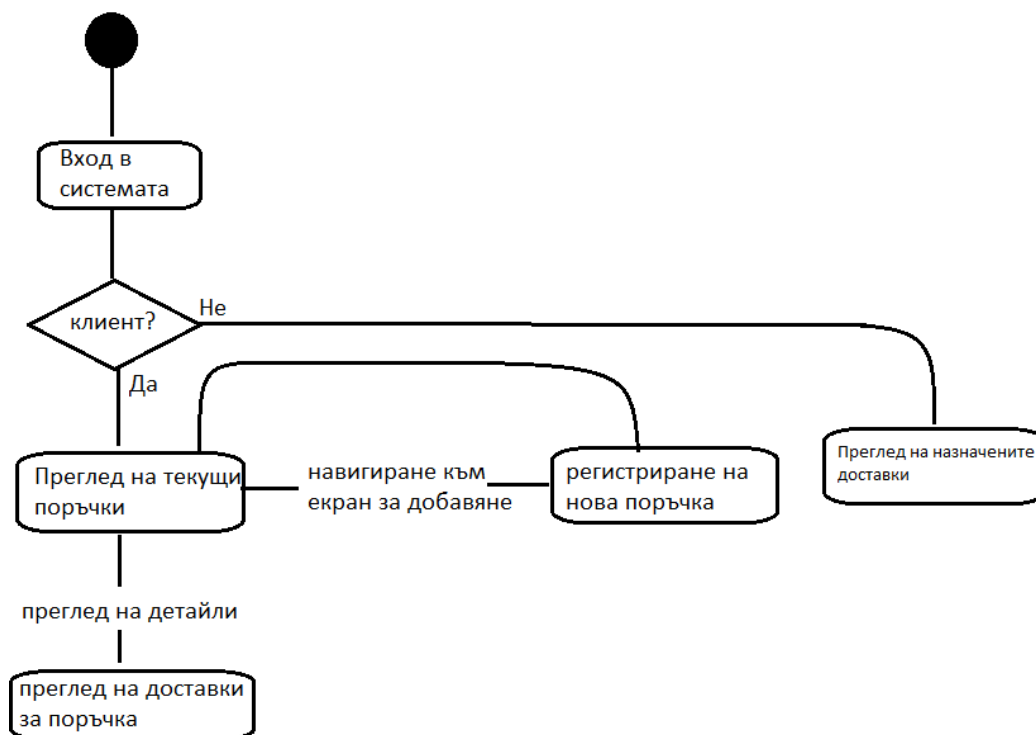 Вход в
системата
клиент?
Не
Да
Преглед на текущи
поръчки
навигиране към
екран за добавяне
регистриране на
нова поръчка
Преглед на назначените
доставки
преглед на детайли
преглед на доставки
за поръчка